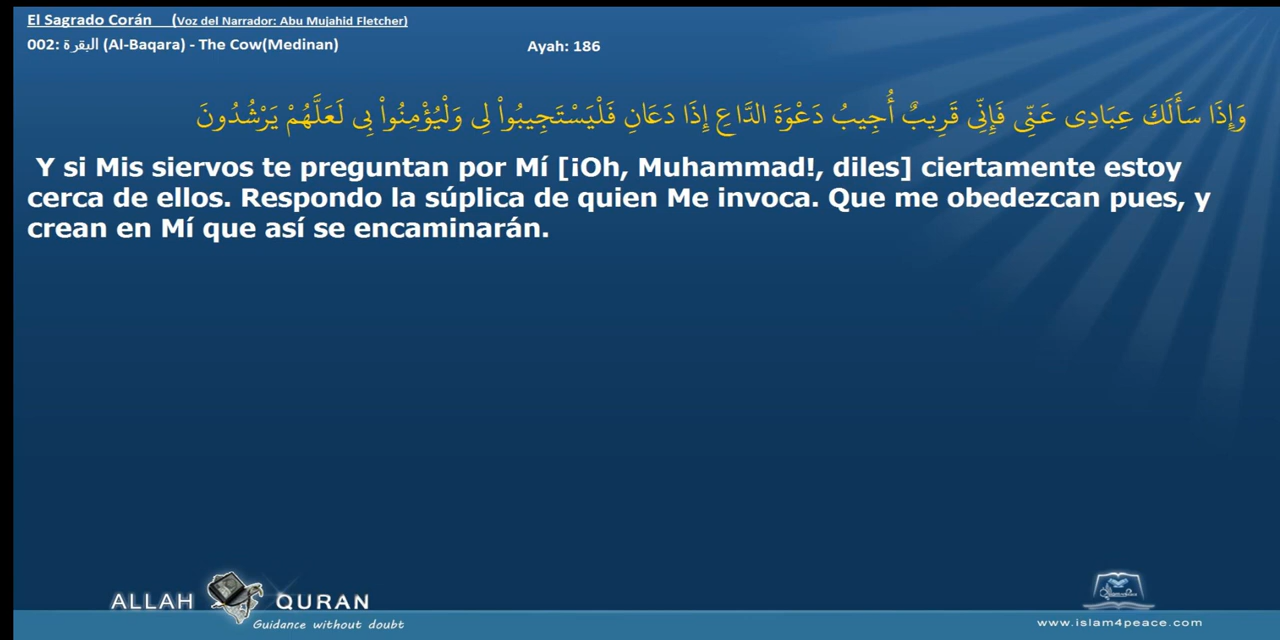 El Sagrado Corán (Voz del Narrador: Abu Mujahid Fletcher)
002: البقرة (Al-Baqara) - The Cow(Medinan) Ayah: 186
وَإِذَا سَأَلَكَ عِبَادِى عَنِّى فَإِنِّى قَرِيبٌ أُجِيبُ دَعْوَةَ الدَّاعِ إِذَا دَعَانِ فَلْيَسْتَجِيبُواْ لِى وَلْيُؤْمِنُواْ بِى لَعَلَّهُمْ يَرْشُدُونَ
Y si Mis siervos te preguntan por Mí [¡Oh, Muhammad!, diles] ciertamente estoy
cerca de ellos. Respondo la súplica de quien Me invoca. Que me obedezcan pues, y
crean en Mí que así se encaminarán.
ALLAH QURAN
Guidance without doubt
www.islam4peace.com